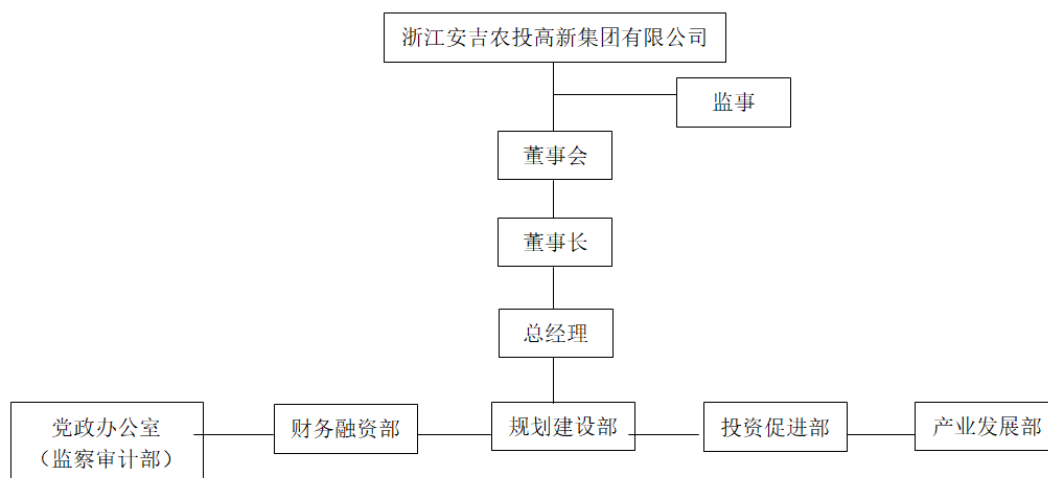 浙江安吉农投高新集团有限公司
监事
董事会
董事长
总经理
党政办公室
（监察审计部）
财务融资部
规划建设部
投资促进部
产业发展部